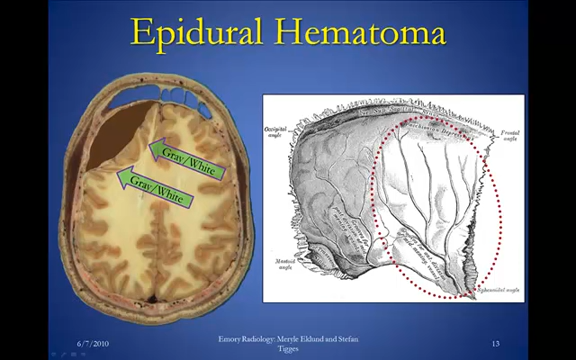 Epidural Hematoma
Gray/White
Gray/White
Occipital
angle
Frontal
angle
Mastoid
angle
Sphenoidal angle
6/7/2010
Emory Radiology: Meryle Eklund and Stefan
Tigges
13